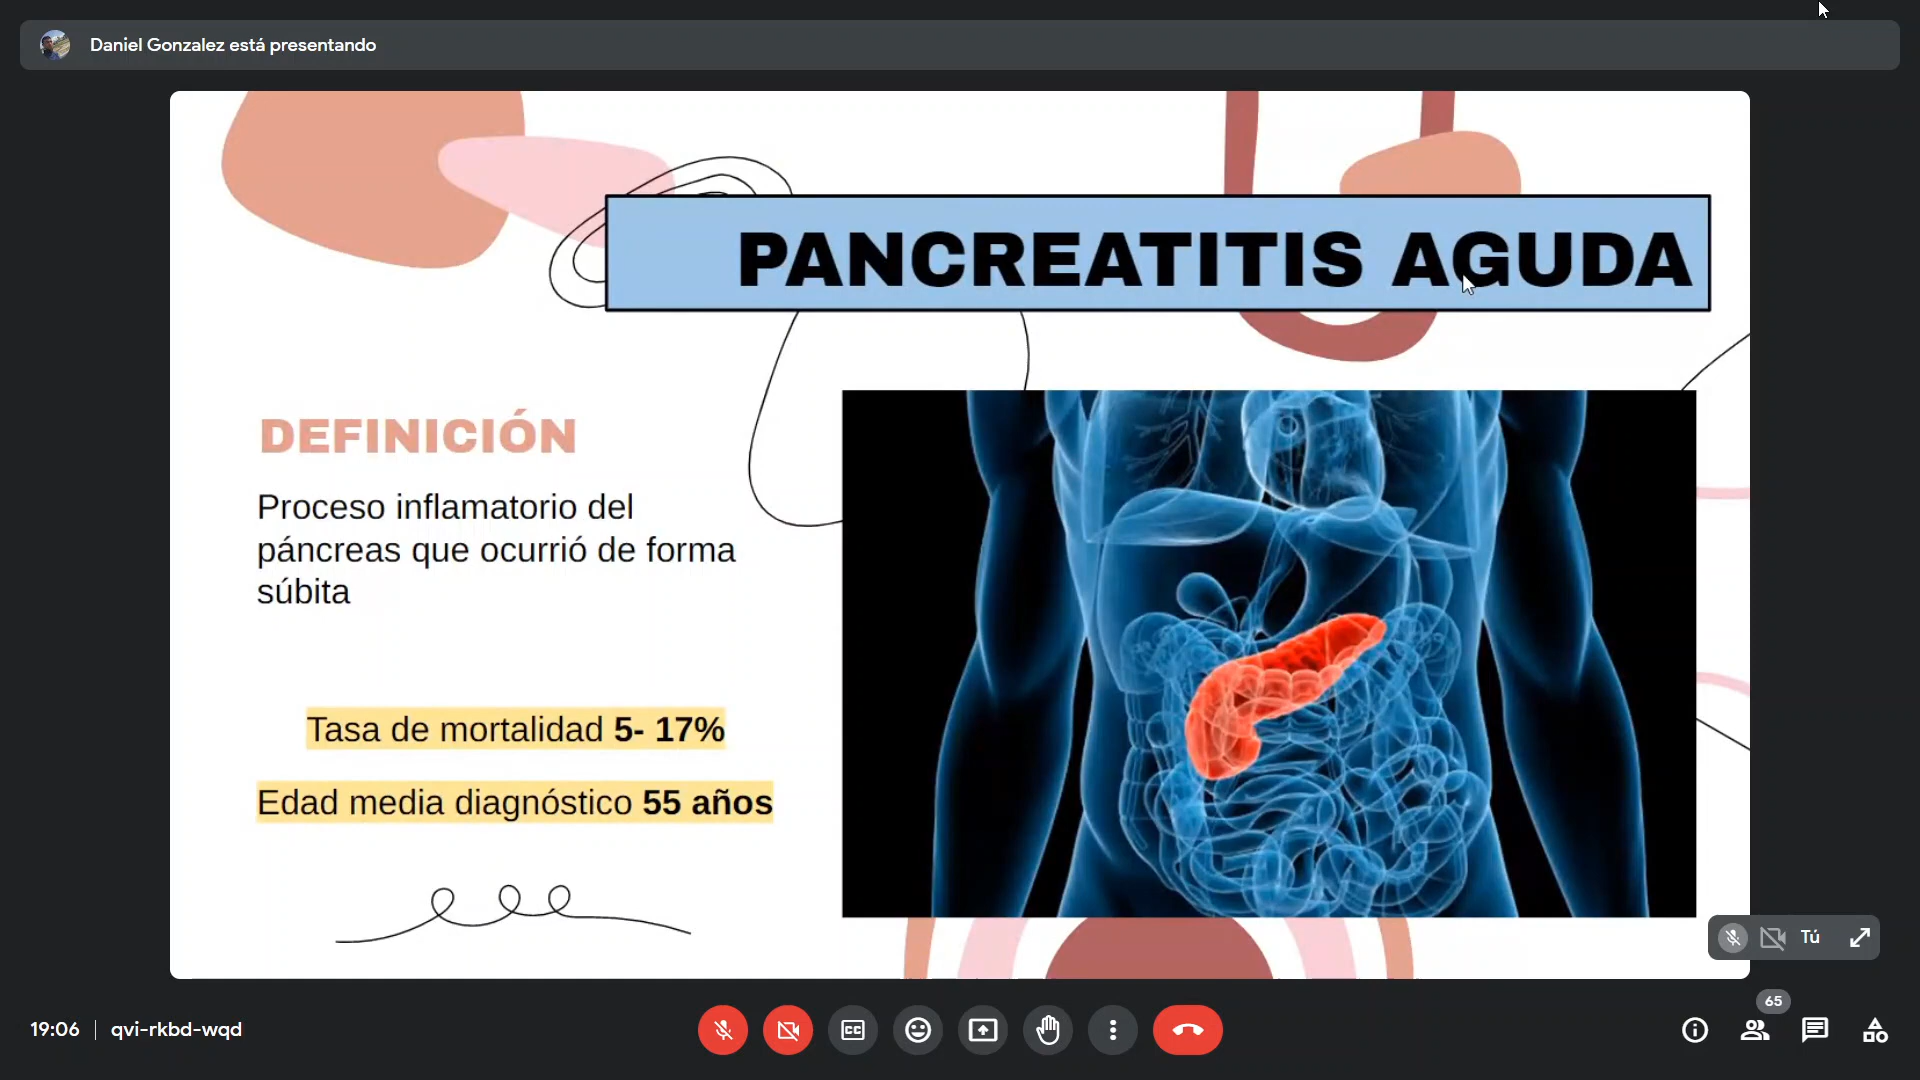 Daniel Gonzalez está presentando
PANCREATITIS AGUDA
DEFINICIÓN
Proceso inflamatorio del
páncreas que ocurrió de forma
súbita
Tasa de mortalidad 5- 17%
Edad media diagnóstico 55 años
Tú
65
19:06 | qvi-rkbd-wqd
CC